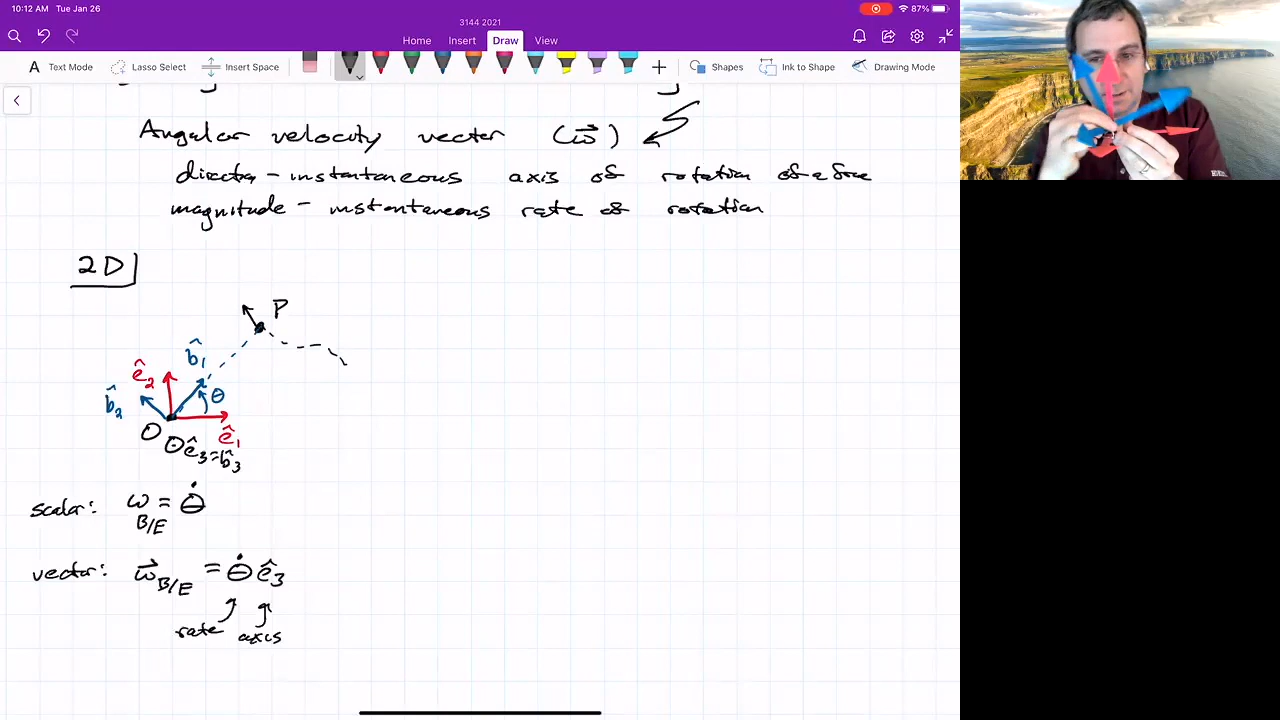 10:12 AM Tue Jan 26
87%
3144 2021
Home Insert Draw View
Text Mode Lasso Select Insert Space Shapes Ink to Shape Drawing Mode
Angular velocity vector (ω⃗)
direction - instantaneous axis of rotation of a
magnitude - instantaneous rate of rotation
2D
P
b̂₁
ê₂
b̂₂
θ
O
ê₁
ê₃ = b̂₃
scalar: ω B/E = θ̇
vector: ω⃗ B/E = θ̇ ê₃
rate axis